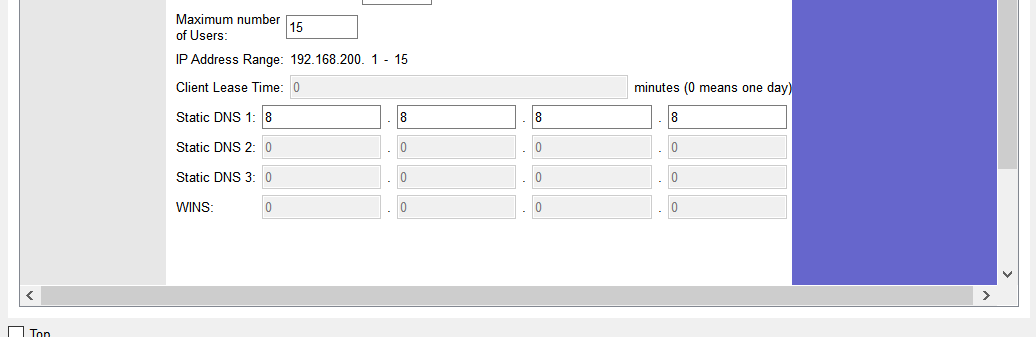 Maximum number
of Users: 15
IP Address Range: 192.168.200. 1 - 15
Client Lease Time: 0 minutes (0 means one day)
Static DNS 1: 8 . 8 . 8 . 8
Static DNS 2: 0 . 0 . 0 . 0
Static DNS 3: 0 . 0 . 0 . 0
WINS: 0 . 0 . 0 . 0
Top